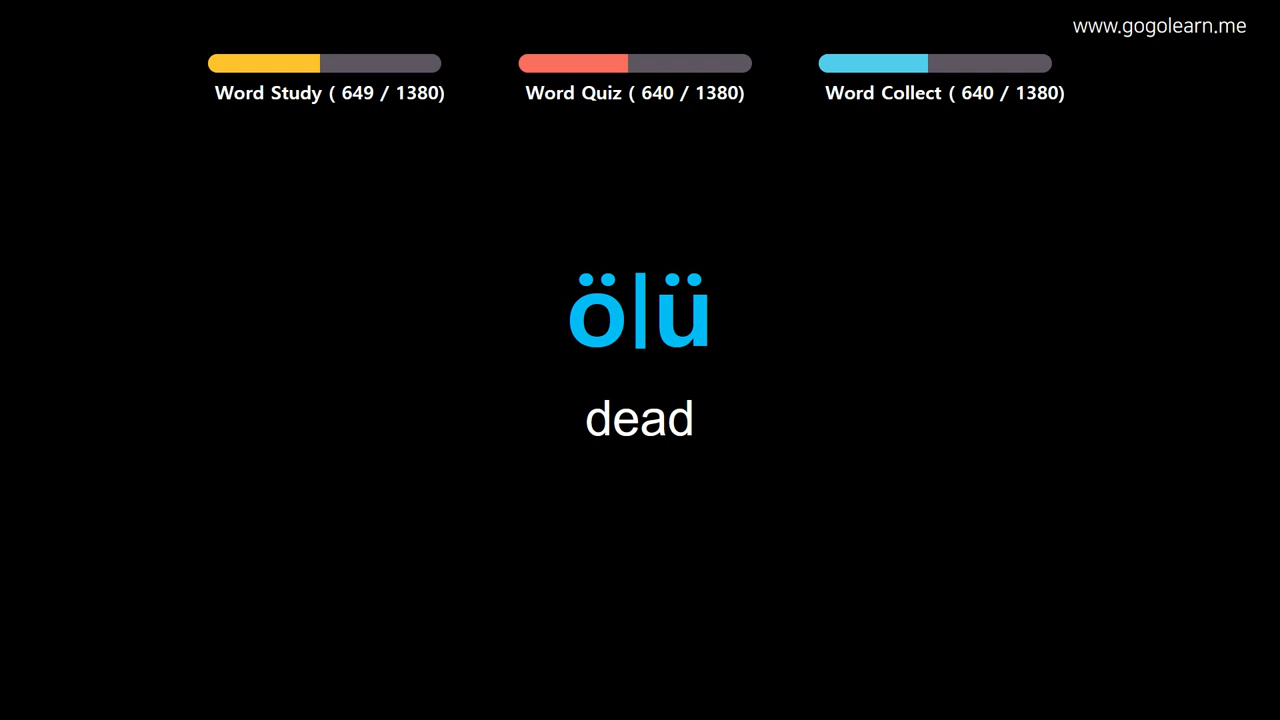 www.gogolearn.me
Word Study ( 649 / 1380)
Word Quiz ( 640 / 1380)
Word Collect ( 640 / 1380)
ölü
dead